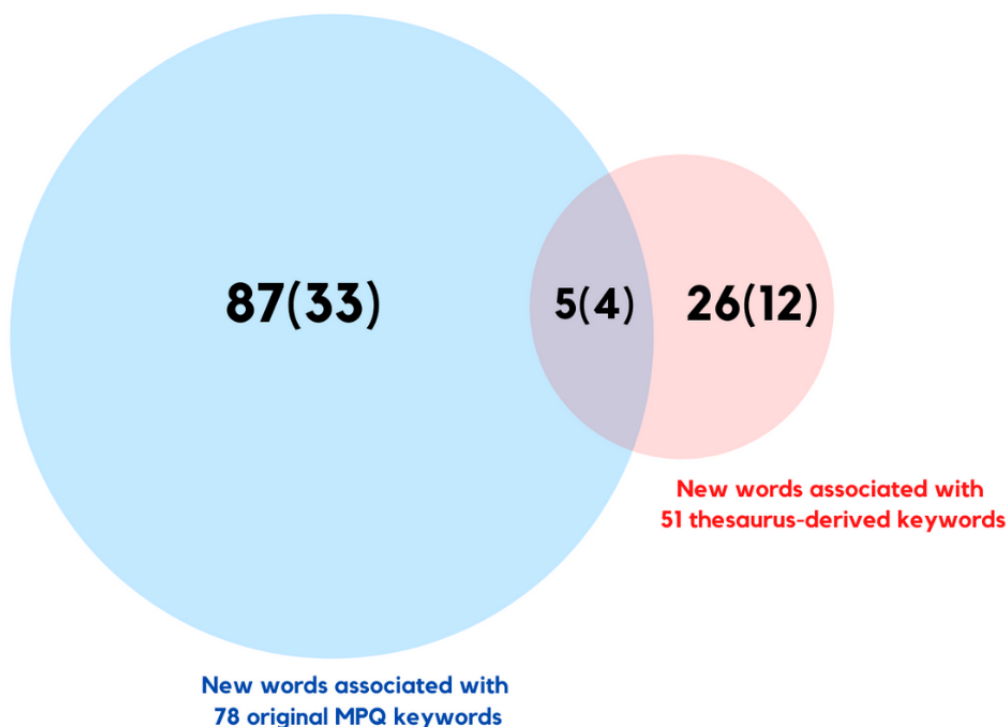 87(33)
5(4)
26(12)
New words associated with
51 thesaurus-derived keywords
New words associated with
78 original MPQ keywords